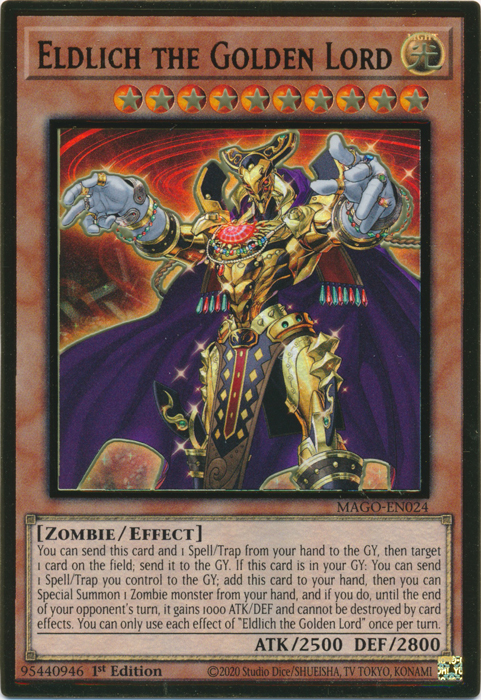 ELDLICH THE GOLDEN LORD
LIGHT
光
MAGO-EN024
[ZOMBIE/EFFECT]
You can send this card and 1 Spell/Trap from your hand to the GY, then target
1 card on the field; send it to the GY. If this card is in your GY: You can send
1 Spell/Trap you control to the GY; add this card to your hand, then you can
Special Summon 1 Zombie monster from your hand, and if you do, until the end
of your opponent's turn, it gains 1000 ATK/DEF and cannot be destroyed by card
effects. You can only use each effect of "Eldlich the Golden Lord" once per turn.
ATK/2500 DEF/2800
95440946 1st Edition ©2020 Studio Dice/SHUEISHA, TV TOKYO, KONAMI